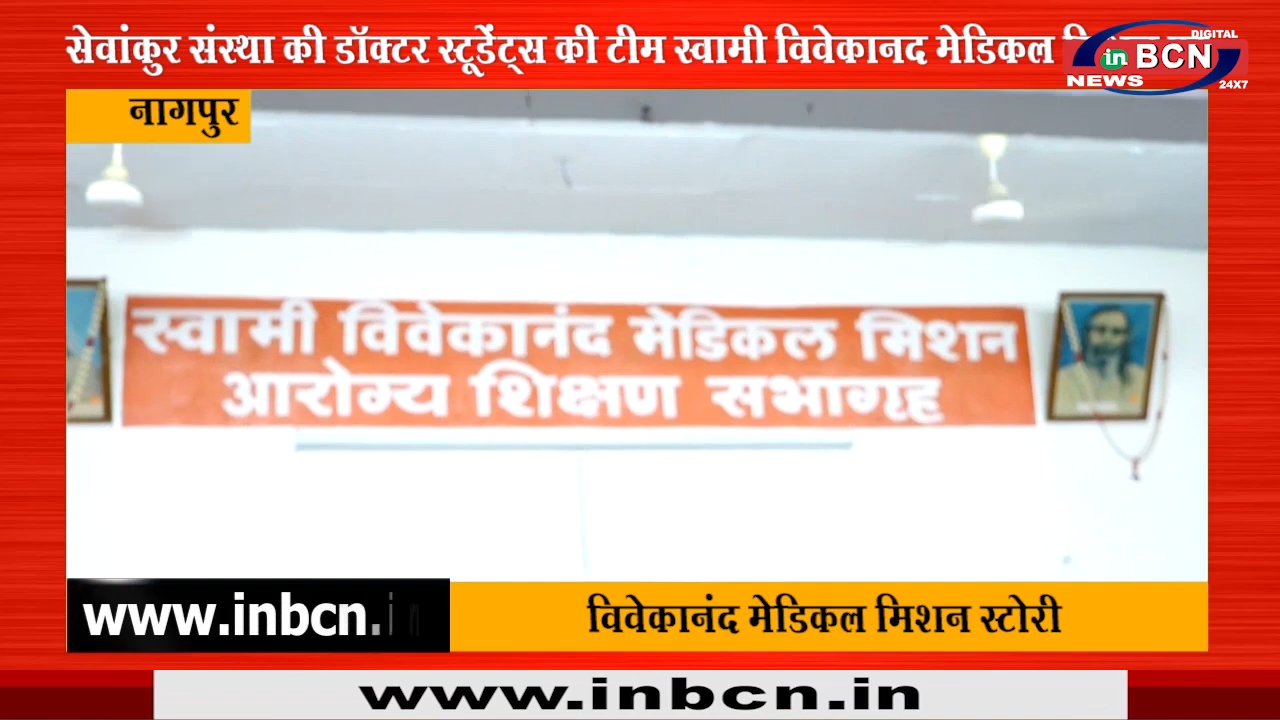 सेवांकुर संस्था की डॉक्टर स्टूडेंट्स की टीम स्वामी विवेकानद मेडिकल
DIGITAL
in BCN
NEWS 24X7
नागपुर
स्वामी विवेकानंद मेडिकल मिशन
आरोग्य शिक्षण सभागृह
www.inbcn.in
विवेकानंद मेडिकल मिशन स्टोरी
www.inbcn.in